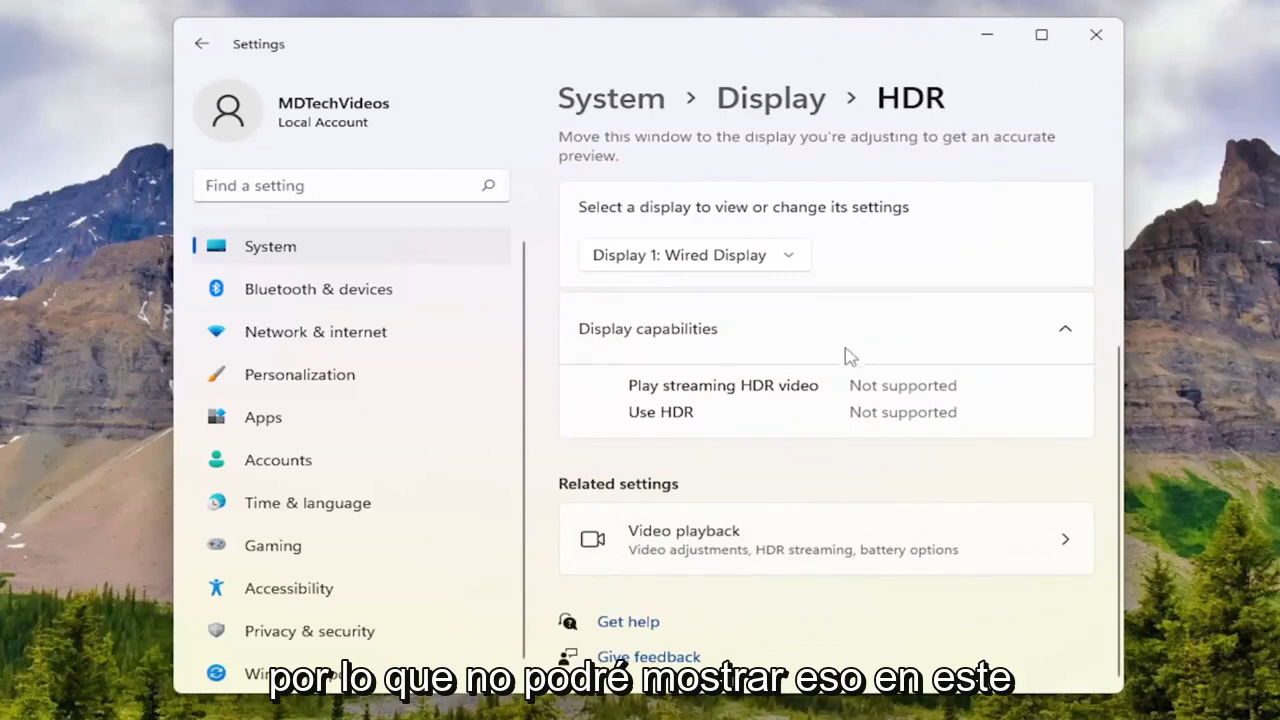 Settings
MDTechVideos
Local Account
Find a setting
System
Bluetooth & devices
Network & internet
Personalization
Apps
Accounts
Time & language
Gaming
Accessibility
Privacy & security
System > Display > HDR
Move this window to the display you're adjusting to get an accurate
preview.
Select a display to view or change its settings
Display 1: Wired Display
Display capabilities
Play streaming HDR video Not supported
Use HDR Not supported
Related settings
Video playback
Video adjustments, HDR streaming, battery options
Get help
Give feedback
por lo que no podré mostrar eso en este